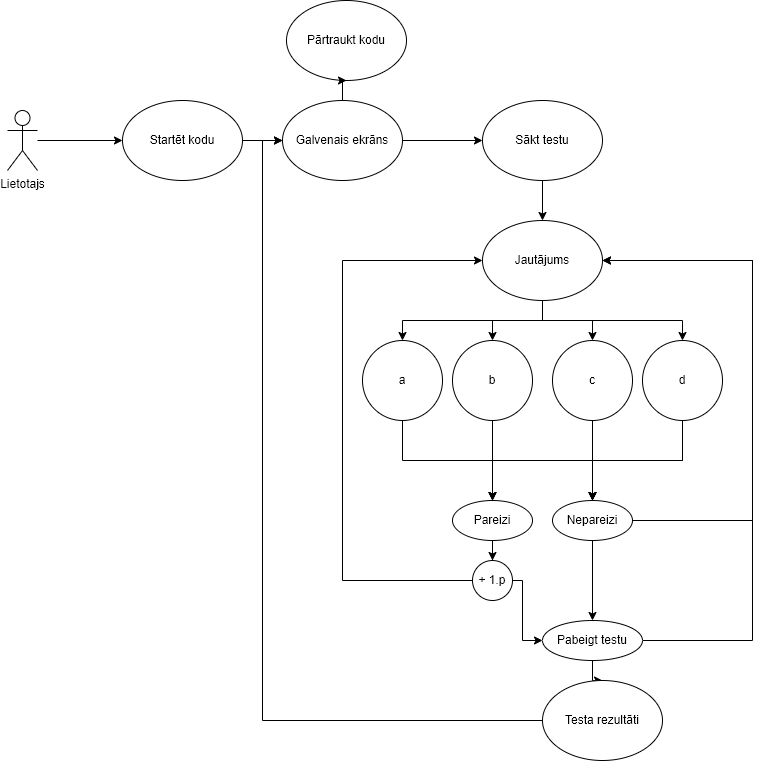 Pārtraukt kodu
Startēt kodu
Galvenais ekrāns
Sākt testu
Lietotajs
Jautājums
a
b
c
d
Pareizi
Nepareizi
+ 1.p
Pabeigt testu
Testa rezultāti